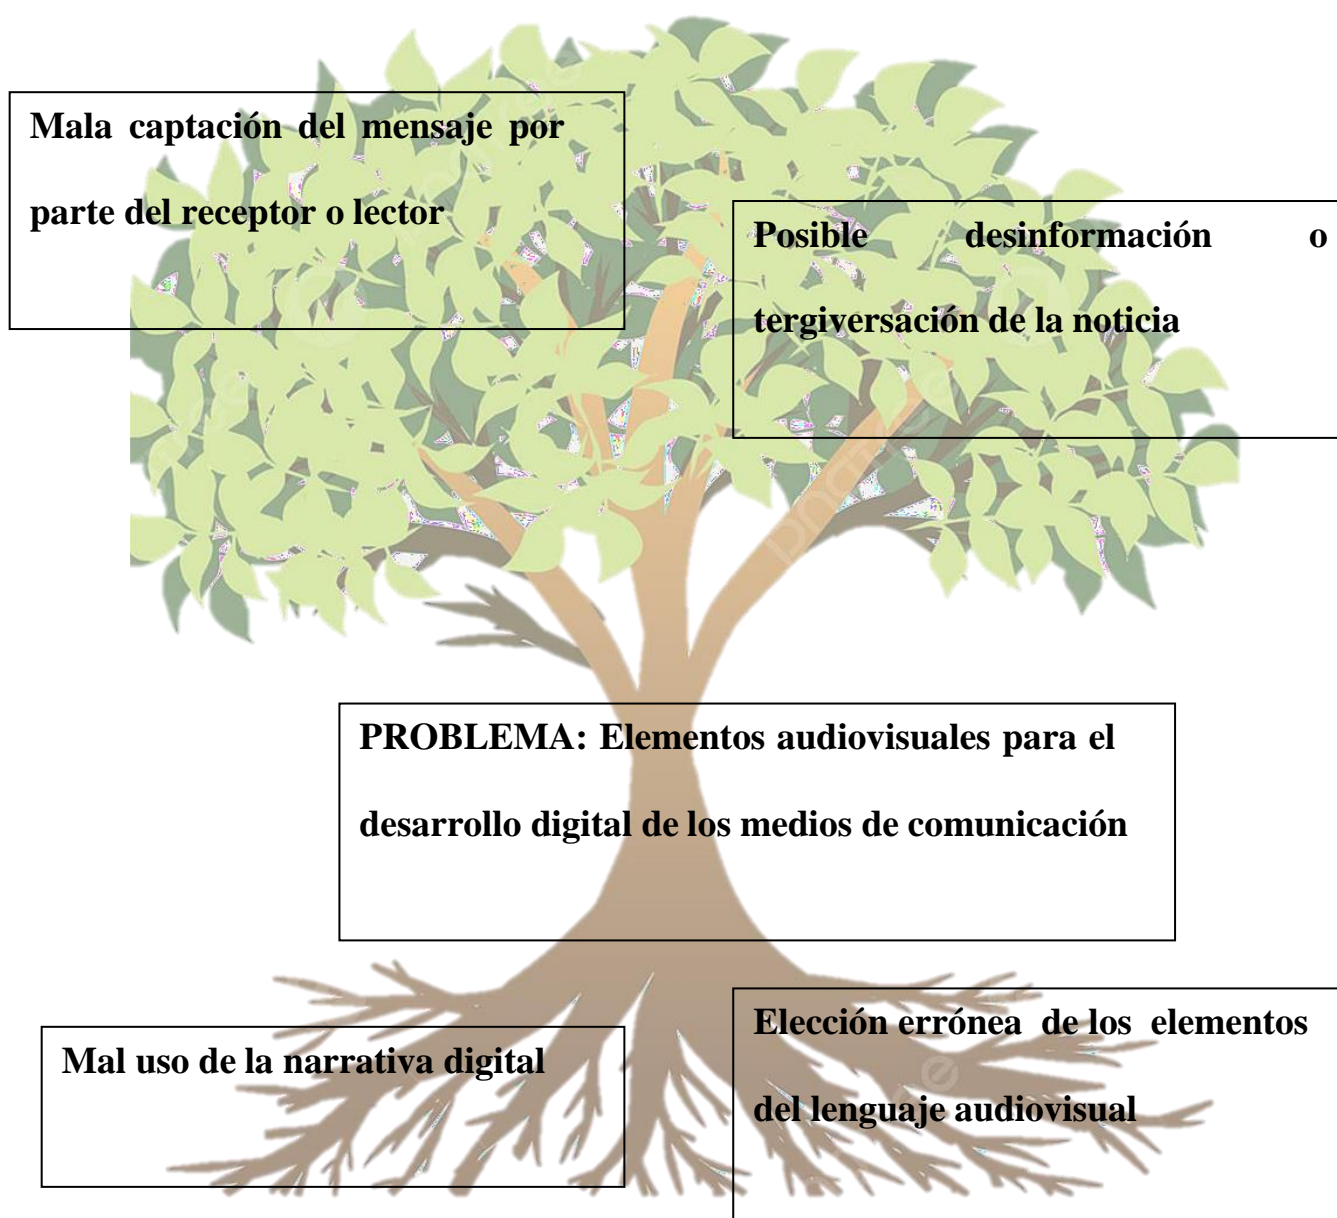 Mala captación del mensaje por
parte del receptor o lector
Posible desinformación o
tergiversación de la noticia
PROBLEMA: Elementos audiovisuales para el
desarrollo digital de los medios de comunicación
Mal uso de la narrativa digital
Elección errónea de los elementos
del lenguaje audiovisual